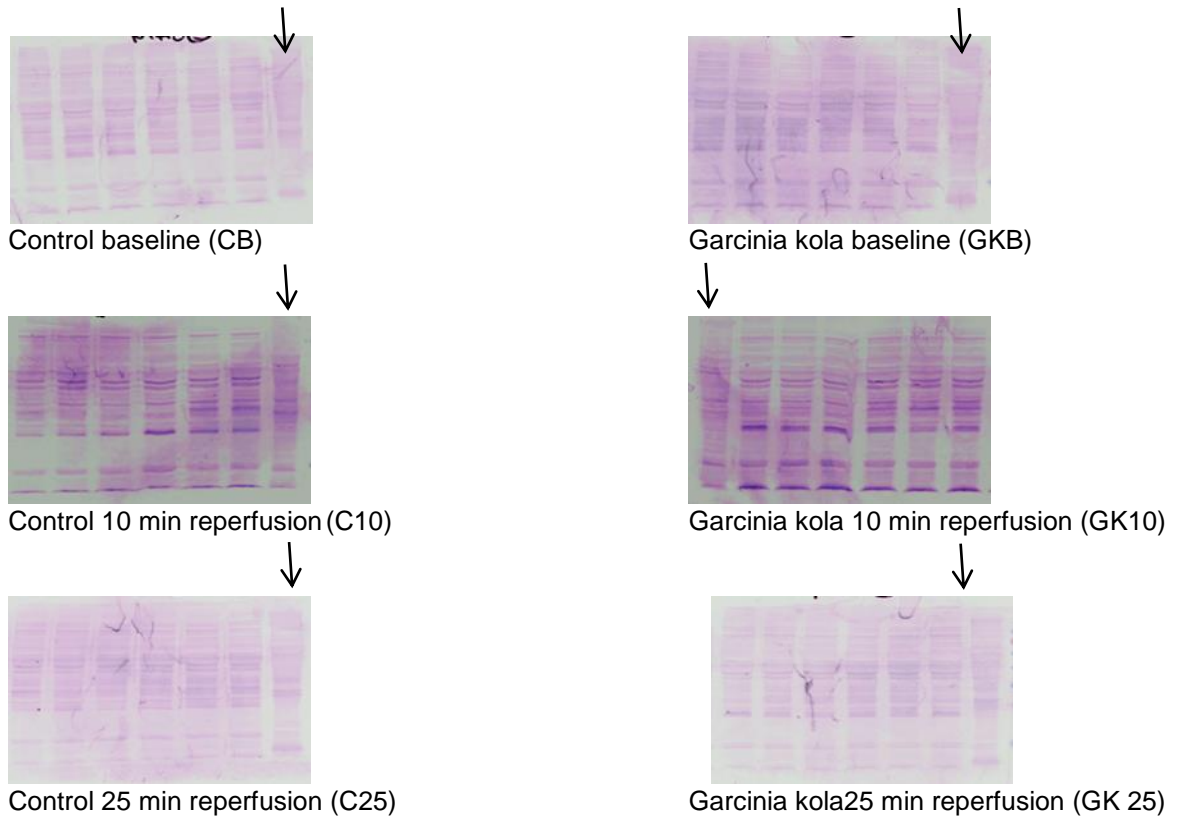 Control baseline (CB)
Garcinia kola baseline (GKB)
Control 10 min reperfusion (C10)
Garcinia kola 10 min reperfusion (GK10)
Control 25 min reperfusion (C25)
Garcinia kola25 min reperfusion (GK 25)